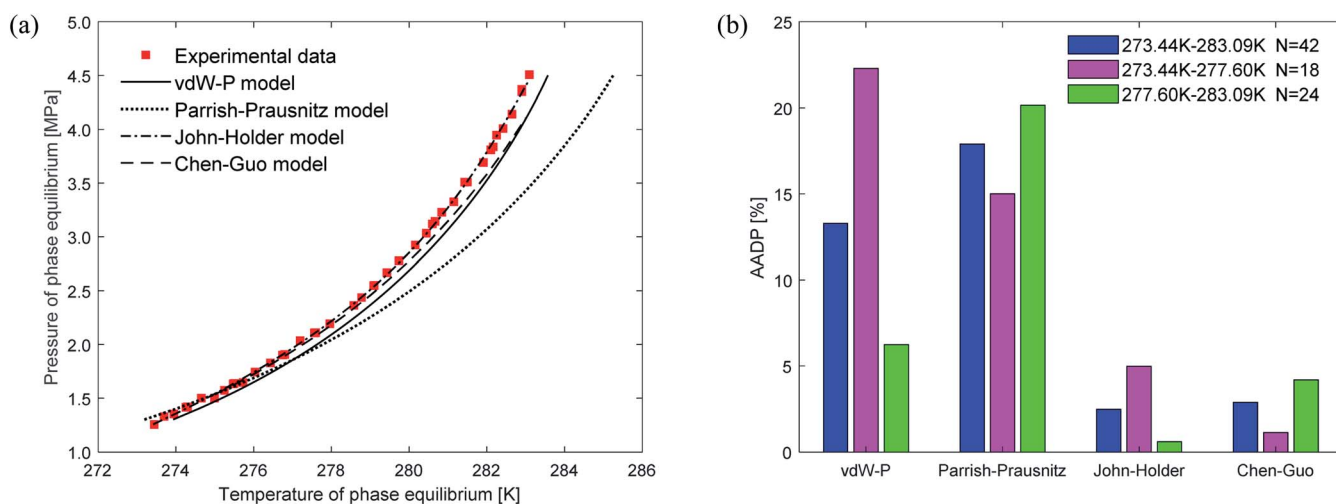 (a)
Pressure of phase equilibrium [MPa]
5.0
4.5
4.0
3.5
3.0
2.5
2.0
1.5
1.0
Experimental data
vdW-P model
Parrish-Prausnitz model
John-Holder model
Chen-Guo model
272 274 276 278 280 282 284 286
Temperature of phase equilibrium [K]
(b)
AADP [%]
25
20
15
10
5
0
273.44K-283.09K N=42
273.44K-277.60K N=18
277.60K-283.09K N=24
vdW-P Parrish-Prausnitz John-Holder Chen-Guo